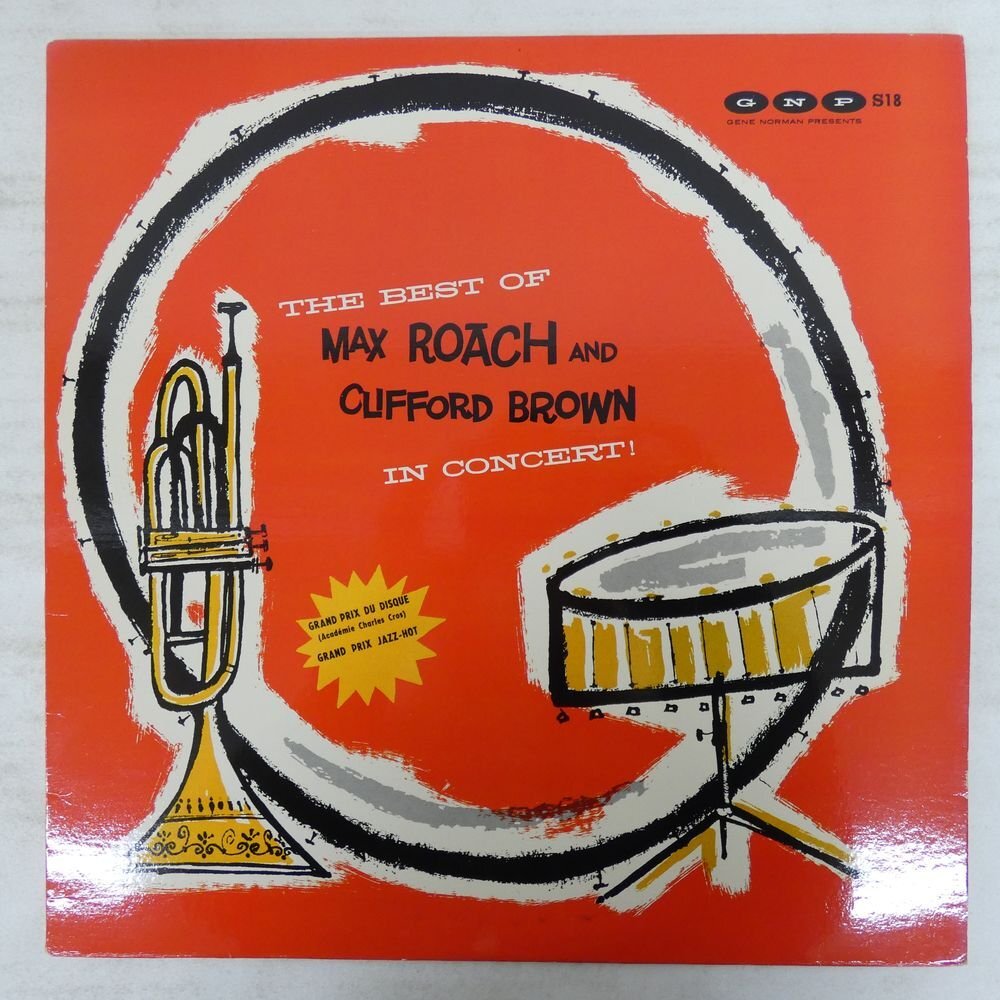 GNP S18
GENE NORMAN PRESENTS
THE BEST OF
MAX ROACH AND
CLIFFORD BROWN
IN CONCERT!
GRAND PRIX DU DISQUE
(Académie Charles Cros)
GRAND PRIX JAZZ-HOT